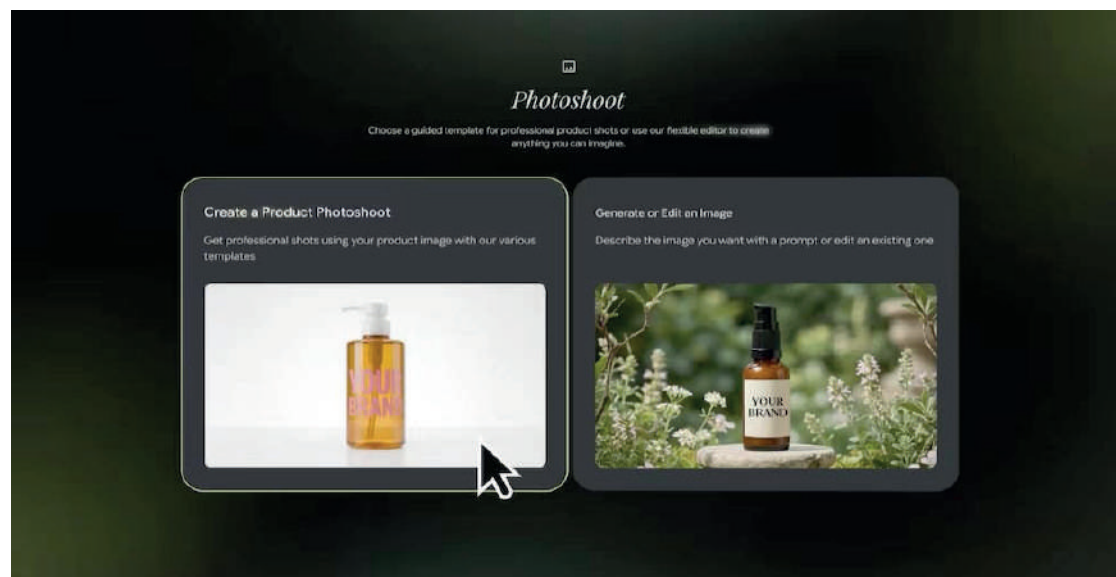 Photoshoot
Choose a guided template for professional product shots or use our flexible editor to create
anything you can imagine.
Create a Product Photoshoot
Get professional shots using your product image with our various
templates
YOUR
BRAND
Generate or Edit an Image
Describe the image you want with a prompt or edit an existing one
YOUR
BRAND